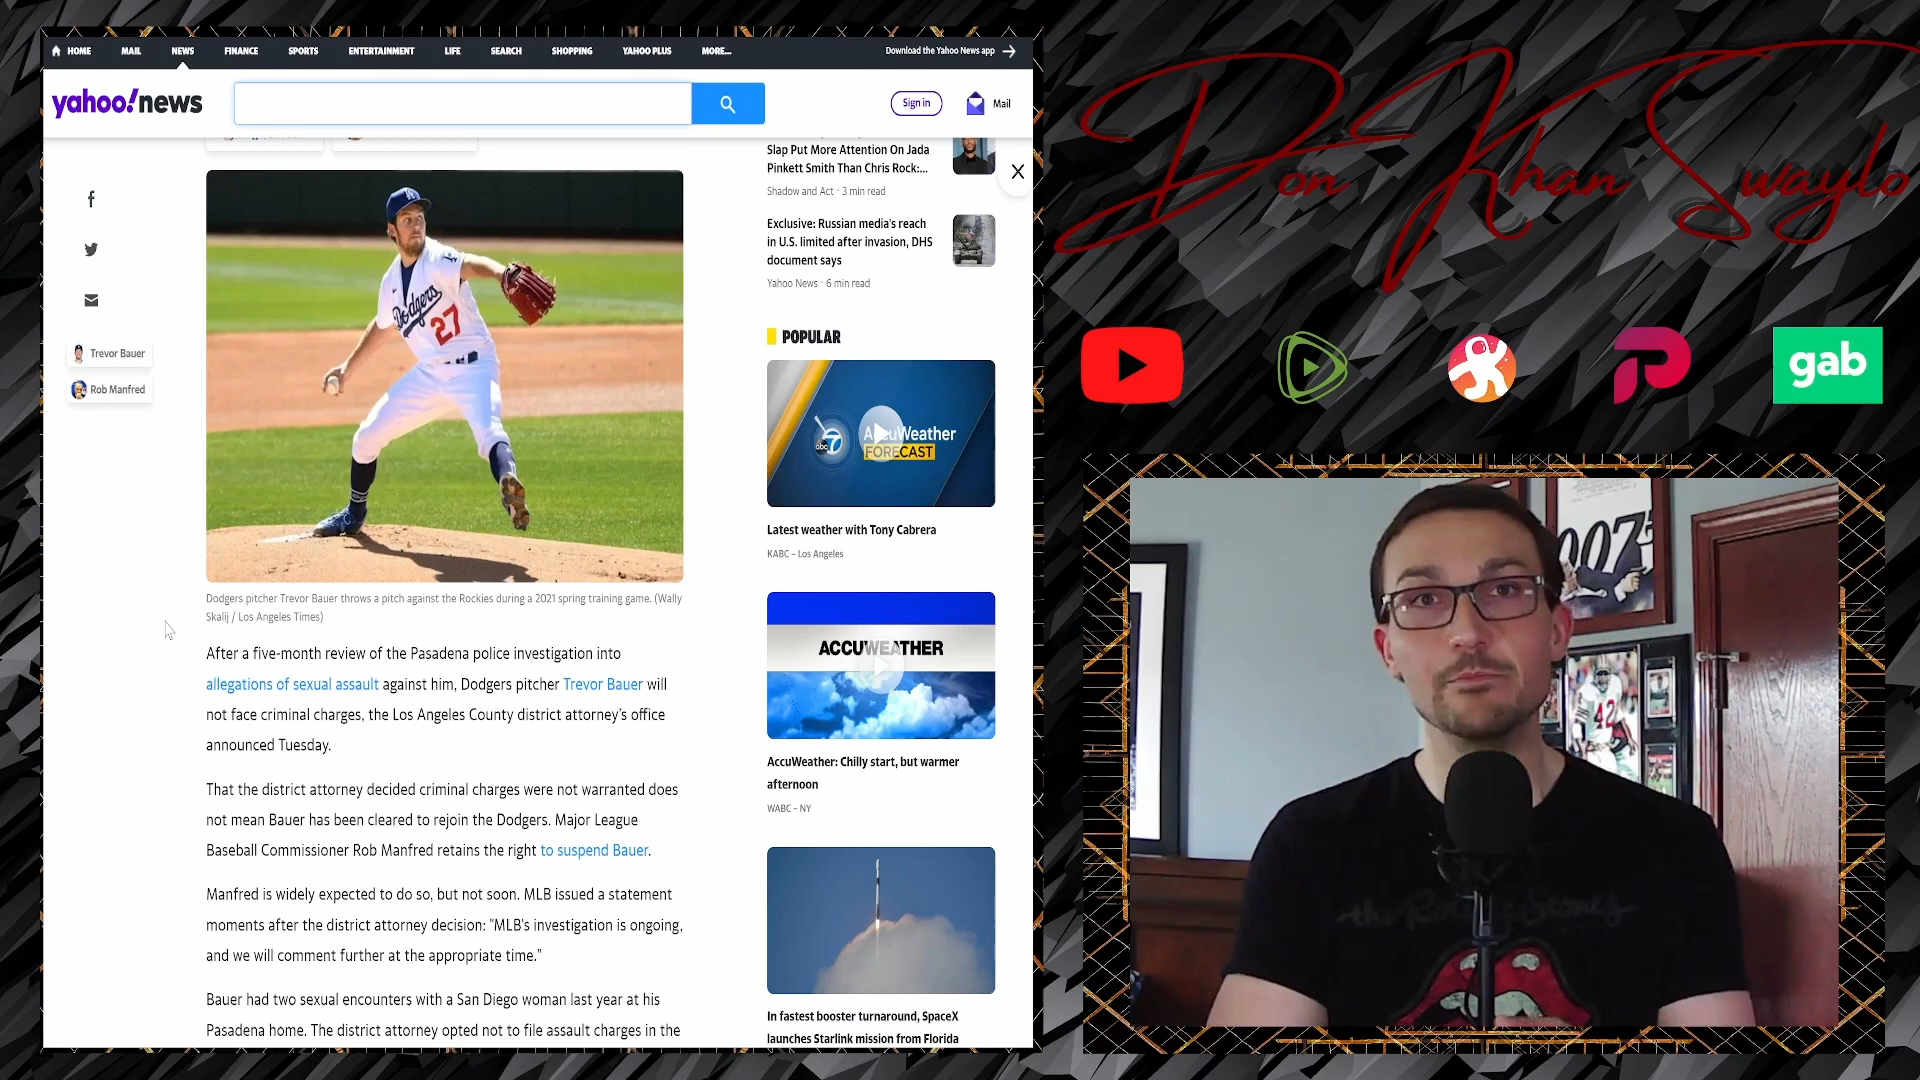 HOME MAIL NEWS FINANCE SPORTS ENTERTAINMENT LIFE SEARCH SHOPPING YAHOO PLUS MORE... Download the Yahoo News app
yahoo!news
Sign in
Mail
Slap Put More Attention On Jada
Pinkett Smith Than Chris Rock:...
Shadow and Act · 3 min read
Exclusive: Russian media's reach
in U.S. limited after invasion, DHS
document says
Yahoo News · 6 min read
Trevor Bauer
Rob Manfred
Dodgers
27
Dodgers pitcher Trevor Bauer throws a pitch against the Rockies during a 2021 spring training game. (Wally
Skalij / Los Angeles Times)
After a five-month review of the Pasadena police investigation into
allegations of sexual assault against him, Dodgers pitcher Trevor Bauer will
not face criminal charges, the Los Angeles County district attorney's office
announced Tuesday.
That the district attorney decided criminal charges were not warranted does
not mean Bauer has been cleared to rejoin the Dodgers. Major League
Baseball Commissioner Rob Manfred retains the right to suspend Bauer.
Manfred is widely expected to do so, but not soon. MLB issued a statement
moments after the district attorney decision: "MLB's investigation is ongoing,
and we will comment further at the appropriate time."
Bauer had two sexual encounters with a San Diego woman last year at his
Pasadena home. The district attorney opted not to file assault charges in the
POPULAR
abc 7
AccuWeather
FORECAST
Latest weather with Tony Cabrera
KABC – Los Angeles
ACCUWEATHER
AccuWeather: Chilly start, but warmer
afternoon
WABC – NY
In fastest booster turnaround, SpaceX
launches Starlink mission from Florida
Don Khan Swaylo
gab
007
42